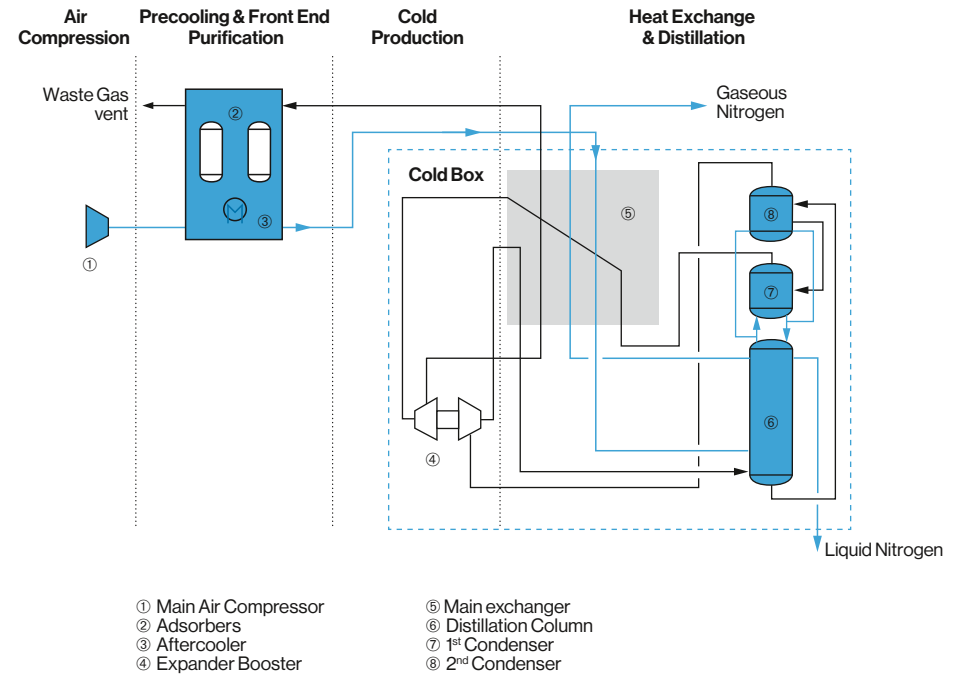 Air
Compression
Precooling & Front End
Purification
Cold
Production
Heat Exchange
& Distillation
Waste Gas
vent
②
Gaseous
Nitrogen
Cold Box
⑤
⑧
③
①
⑦
⑥
④
Liquid Nitrogen
① Main Air Compressor
② Adsorbers
③ Aftercooler
④ Expander Booster
⑤ Main exchanger
⑥ Distillation Column
⑦ 1st Condenser
⑧ 2nd Condenser